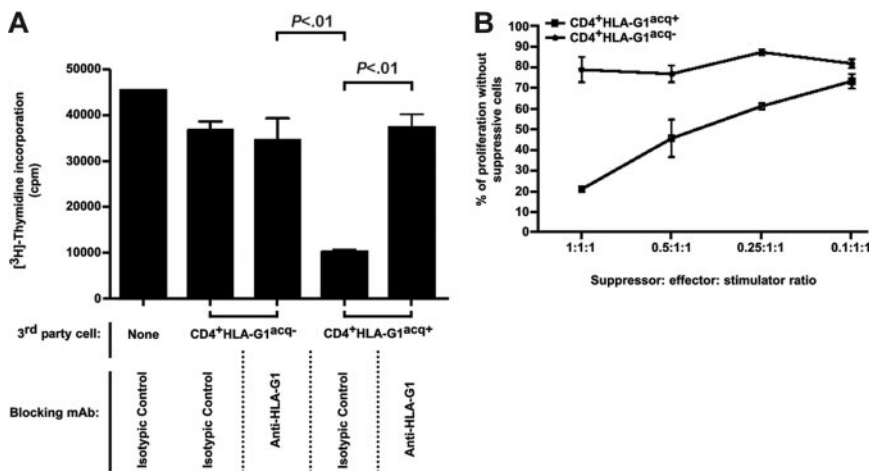 A
P<.01
P<.01
50000
40000
30000
20000
10000
0
[³H]-Thymidine incorporation
(cpm)
3rd party cell:
None
CD4⁺HLA-G1acq-
CD4⁺HLA-G1acq+
Blocking mAb:
Isotypic Control
Isotypic Control
Anti-HLA-G1
Isotypic Control
Anti-HLA-G1
B
CD4⁺HLA-G1acq+
CD4⁺HLA-G1acq-
100
90
80
70
60
50
40
30
20
10
0
% of proliferation without
suppressive cells
1:1:1
0.5:1:1
0.25:1:1
0.1:1:1
Suppressor: effector: stimulator ratio